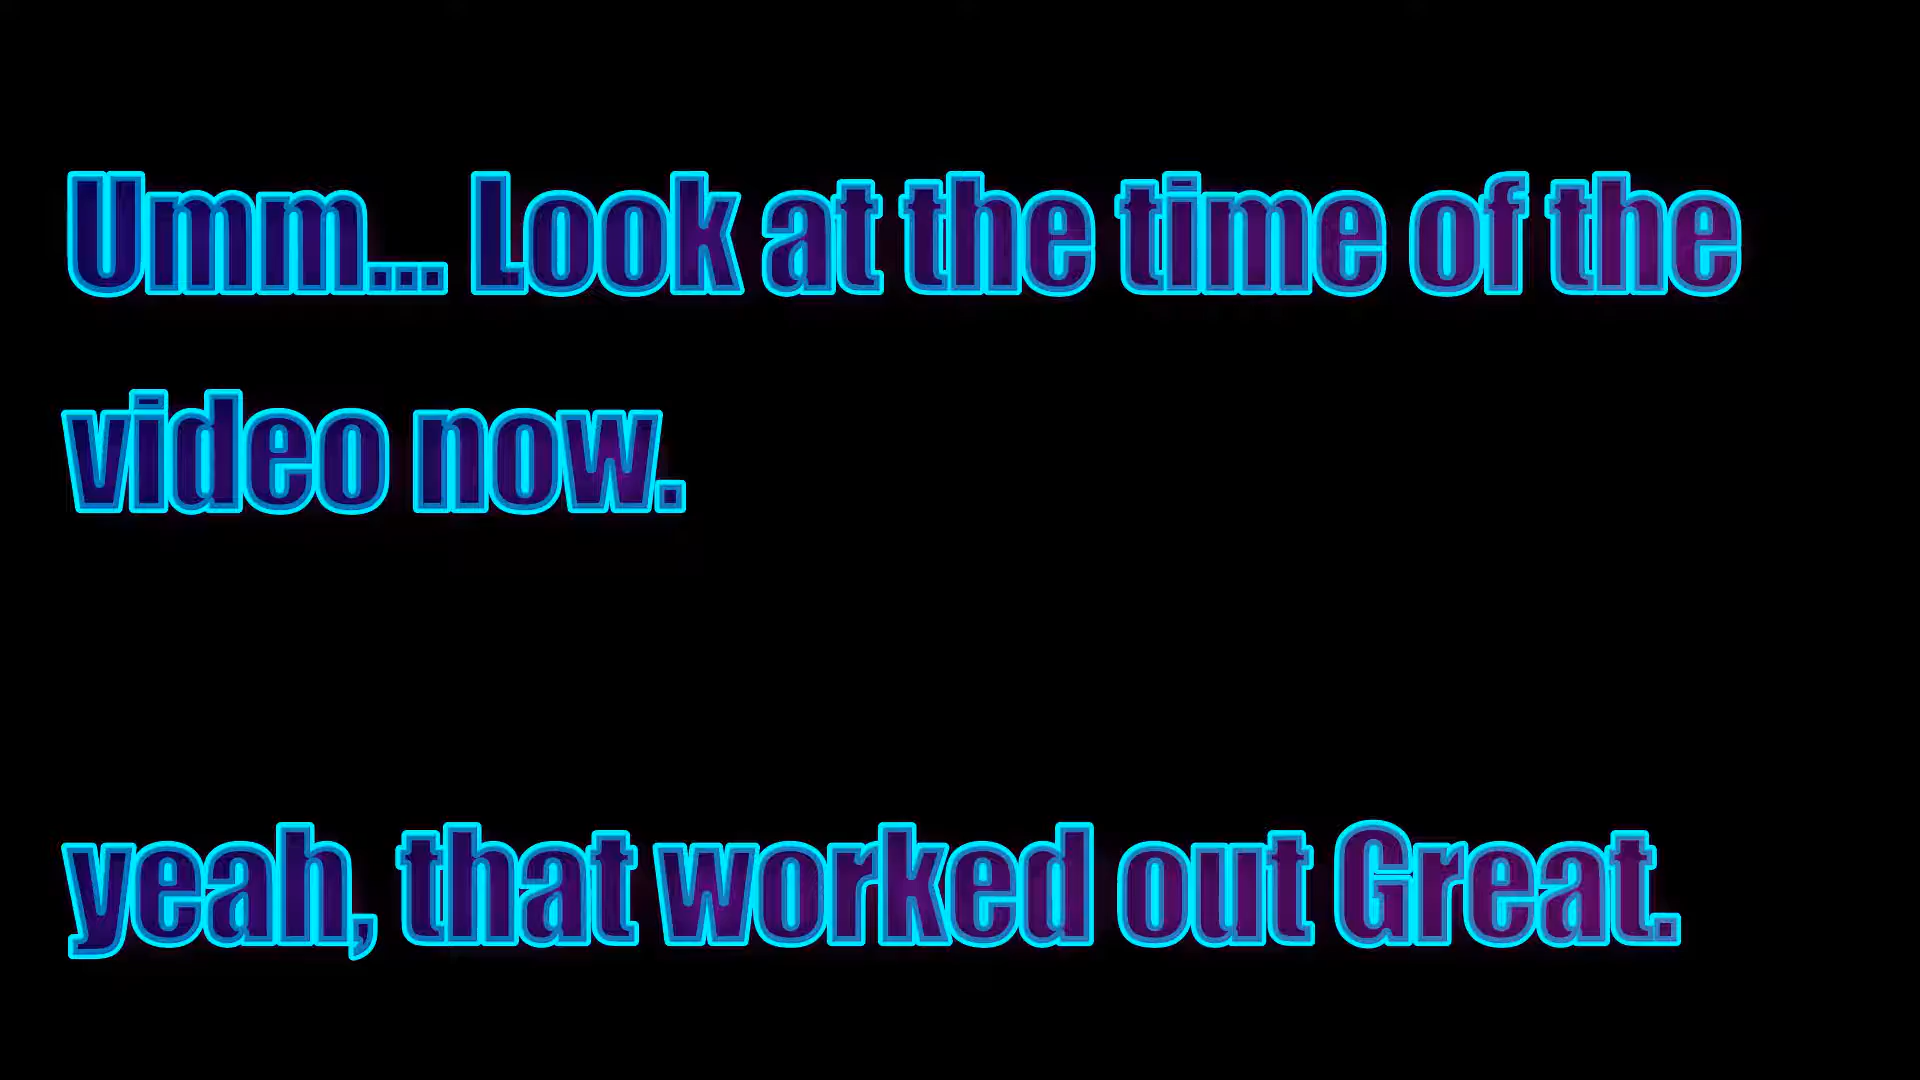 Umm... Look at the time of the
video now.
yeah, that worked out Great.